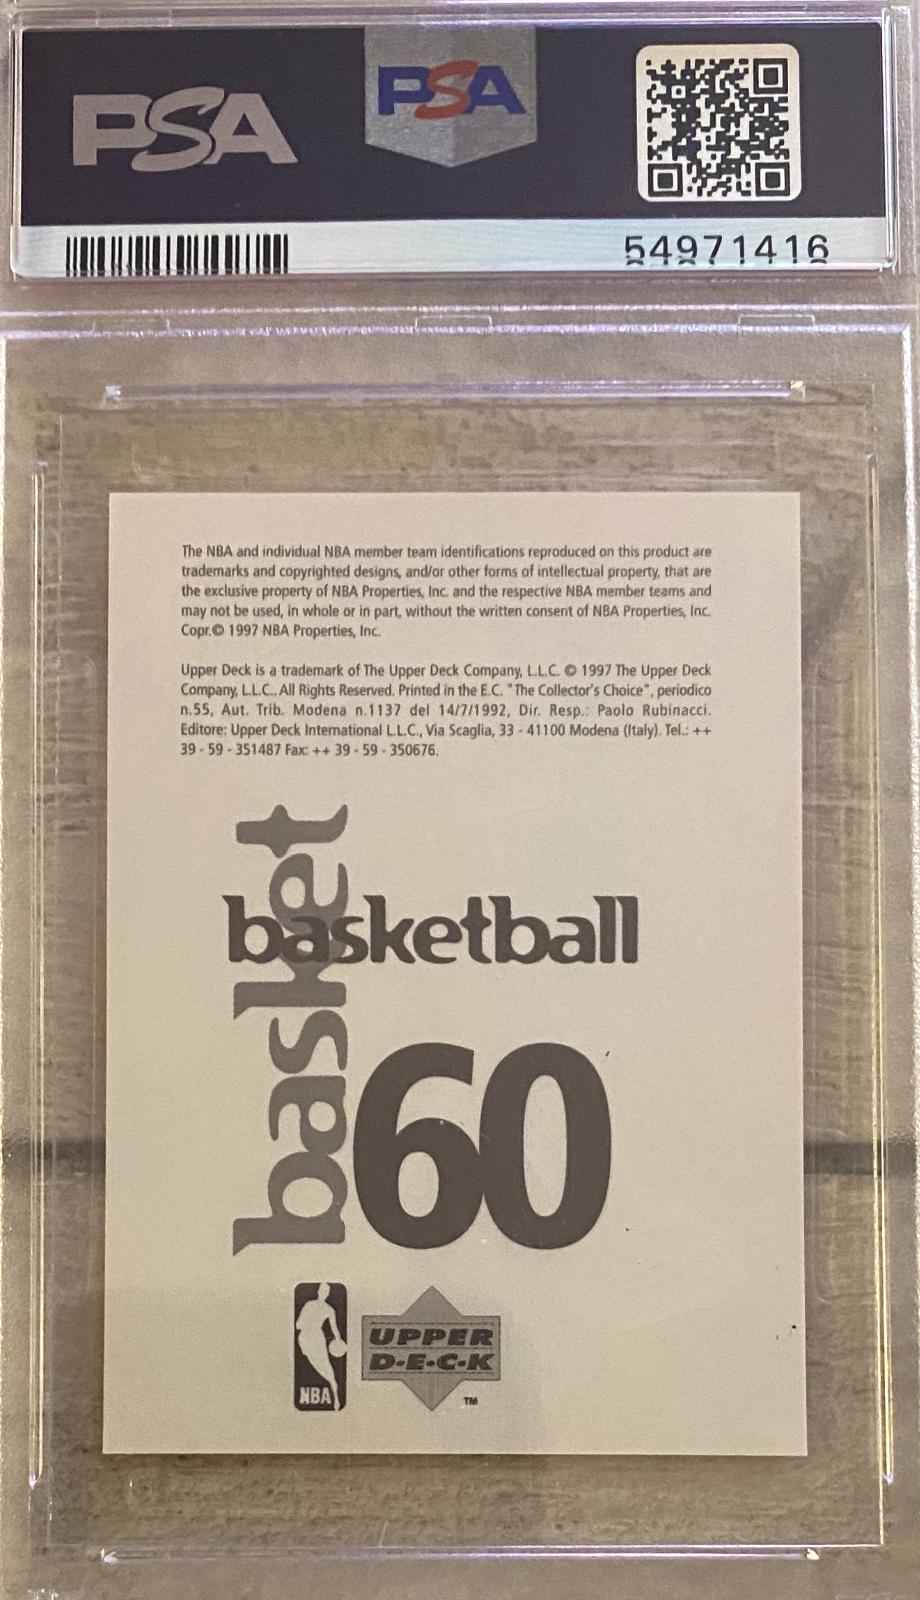 PSA
PSA
54971416
The NBA and individual NBA member team identifications reproduced on this product are
trademarks and copyrighted designs, and/or other forms of intellectual property, that are
the exclusive property of NBA Properties, Inc. and the respective NBA member teams and
may not be used, in whole or in part, without the written consent of NBA Properties, Inc.
Copr.© 1997 NBA Properties, Inc.
Upper Deck is a trademark of The Upper Deck Company, L.L.C. © 1997 The Upper Deck
Company, L.L.C.. All Rights Reserved. Printed in the E.C. "The Collector's Choice", periodico
n.55, Aut. Trib. Modena n.1137 del 14/7/1992, Dir. Resp.: Paolo Rubinacci.
Editore: Upper Deck International L.L.C., Via Scaglia, 33 - 41100 Modena (Italy). Tel.: ++
39 - 59 - 351487 Fax: ++ 39 - 59 - 350676.
basket
basketball
60
NBA
UPPER
D•E•C•K
™